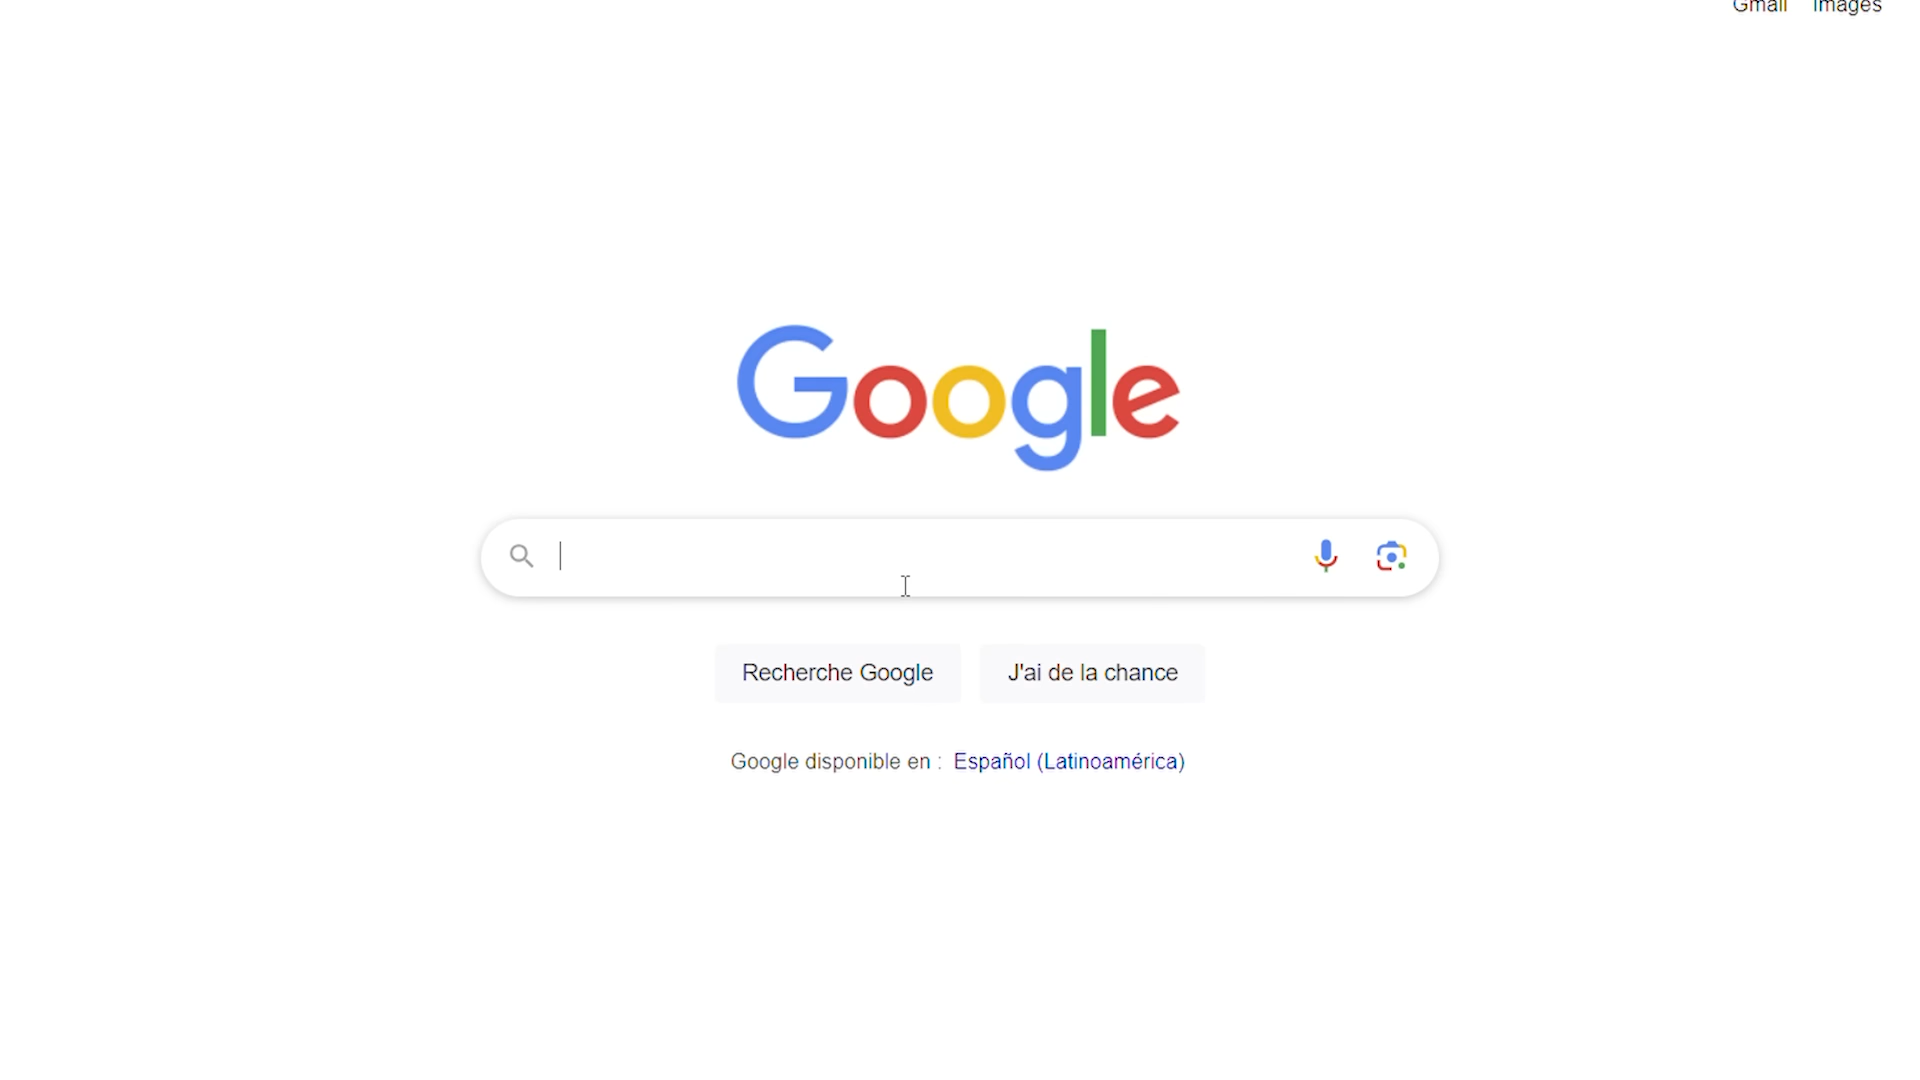 Gmail Images
Google
Recherche Google J'ai de la chance
Google disponible en : Español (Latinoamérica)